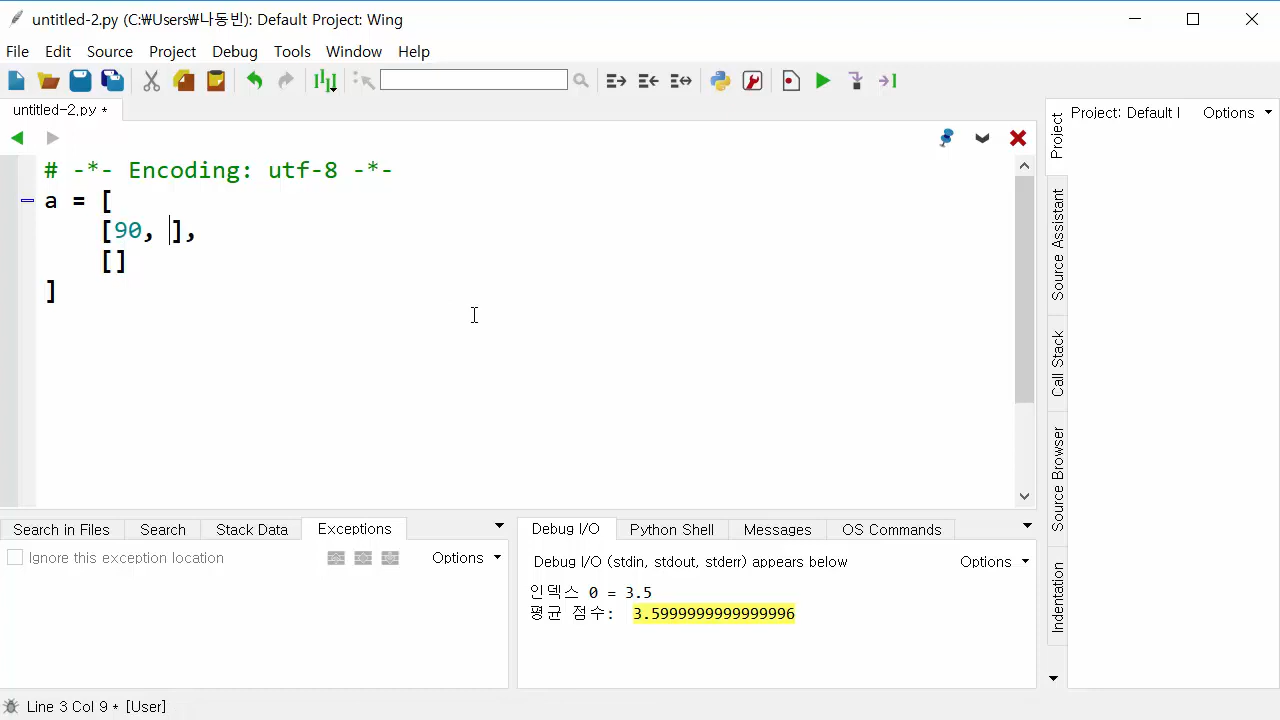 untitled-2.py (C:₩Users₩나동빈): Default Project: Wing
File Edit Source Project Debug Tools Window Help
untitled-2.py *
Project: Default I Options
# -*- Encoding: utf-8 -*-
a = [
[90, ],
[]
]
Project
Source Assistant
Call Stack
Source Browser
Indentation
Search in Files Search Stack Data Exceptions
Ignore this exception location Options
Debug I/O Python Shell Messages OS Commands
Debug I/O (stdin, stdout, stderr) appears below Options
인덱스 0 = 3.5
평균 점수: 3.5999999999999996
Line 3 Col 9 * [User]